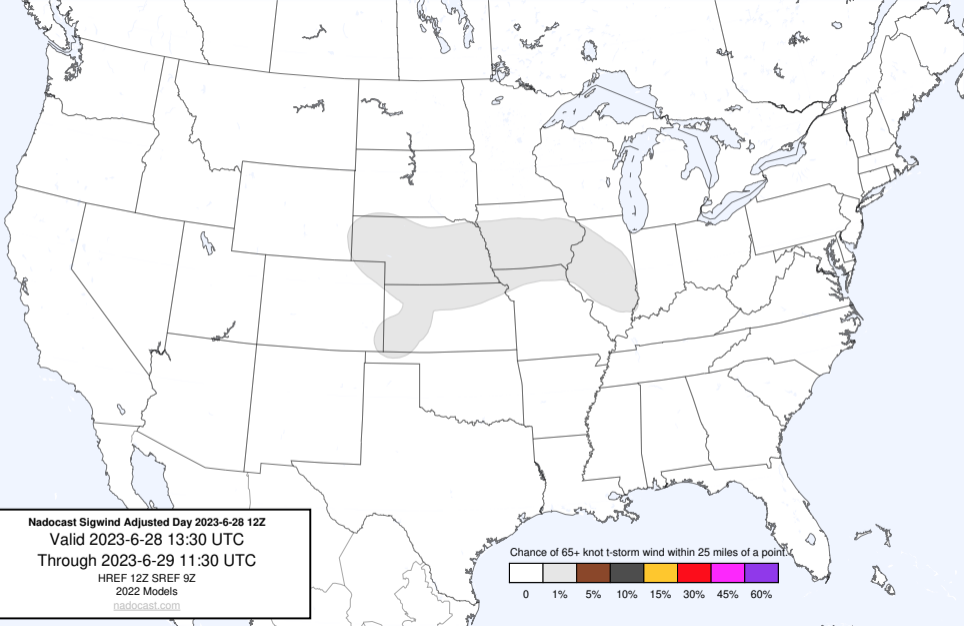 Nadocast Sigwind Adjusted Day 2023-6-28 12Z
Valid 2023-6-28 13:30 UTC
Through 2023-6-29 11:30 UTC
HREF 12Z SREF 9Z
2022 Models
nadocast.com
Chance of 65+ knot t-storm wind within 25 miles of a point.
0 1% 5% 10% 15% 30% 45% 60%